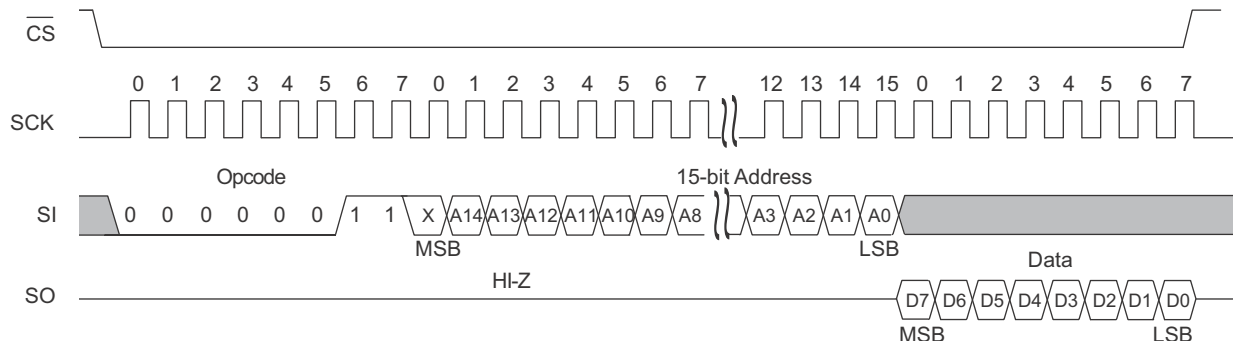 CS
0 1 2 3 4 5 6 7 0 1 2 3 4 5 6 7 12 13 14 15 0 1 2 3 4 5 6 7
SCK
Opcode 15-bit Address
SI 0 0 0 0 0 0 1 1 X A14 A13 A12 A11 A10 A9 A8 A3 A2 A1 A0
MSB LSB
HI-Z Data
SO D7 D6 D5 D4 D3 D2 D1 D0
MSB LSB